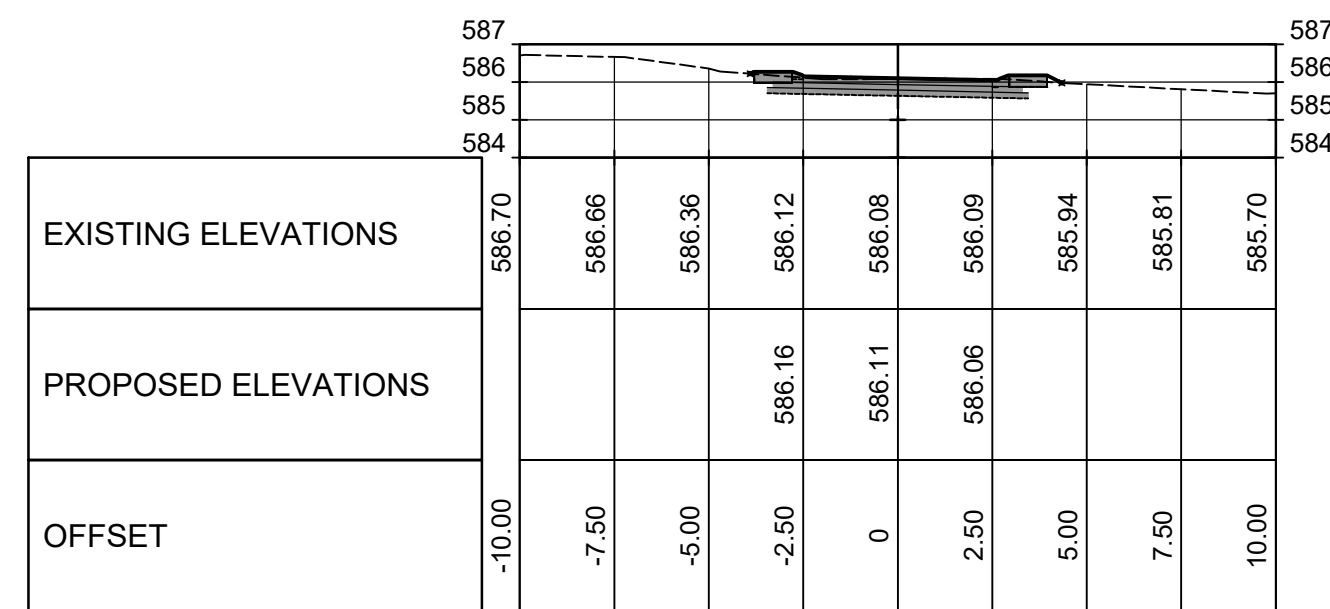 587 587
586 586
585 585
584 584
EXISTING ELEVATIONS 586.70 586.66 586.36 586.12 586.08 586.09 585.94 585.81 585.70
PROPOSED ELEVATIONS 586.16 586.11 586.06
OFFSET -10.00 -7.50 -5.00 -2.50 0 2.50 5.00 7.50 10.00